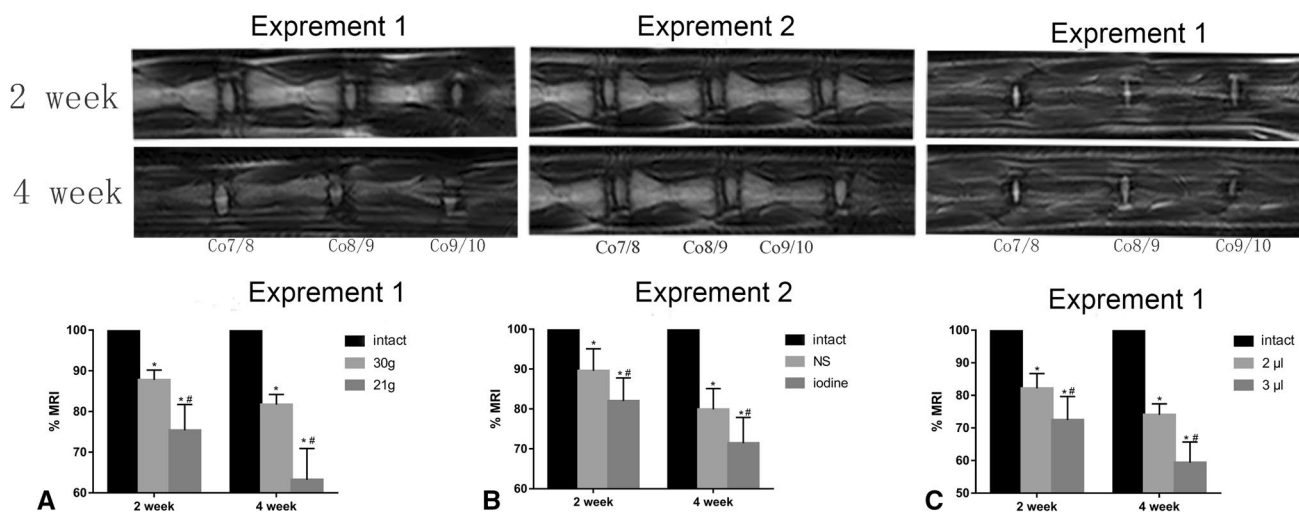 Exprement 1
Exprement 2
Exprement 1
2 week
4 week
Co7/8 Co8/9 Co9/10
Co7/8 Co8/9 Co9/10
Co7/8 Co8/9 Co9/10
Exprement 1
% MRI
100
90
80
70
60
* *# * *#
intact
30g
21g
2 week 4 week
A
Exprement 2
% MRI
100
90
80
70
60
* *# * *#
intact
NS
iodine
2 week 4 week
B
Exprement 1
% MRI
100
90
80
70
60
50
* *# * *#
intact
2 µl
3 µl
2 week 4 week
C